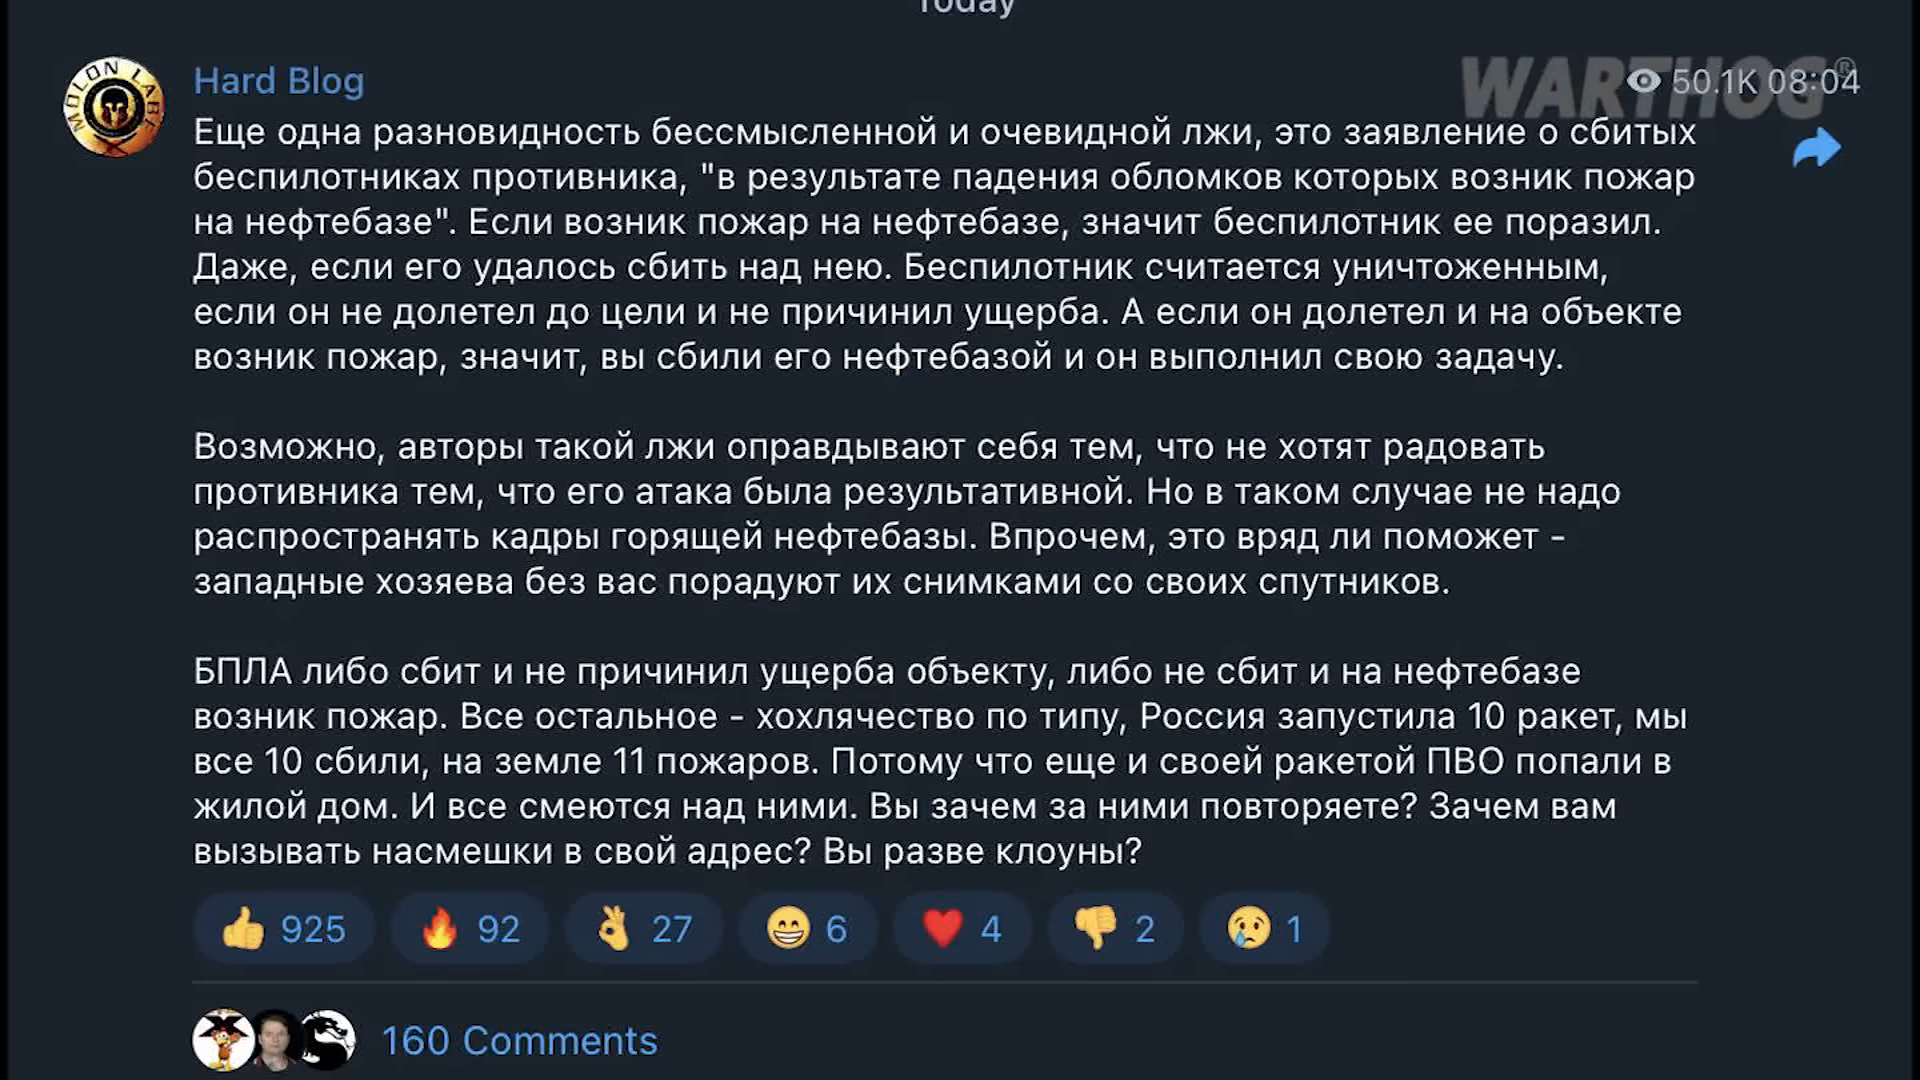 Today
Hard Blog
WARTHOG®
50.1K 08:04
MOLON LABE
Еще одна разновидность бессмысленной и очевидной лжи, это заявление о сбитых
беспилотниках противника, "в результате падения обломков которых возник пожар
на нефтебазе". Если возник пожар на нефтебазе, значит беспилотник ее поразил.
Даже, если его удалось сбить над нею. Беспилотник считается уничтоженным,
если он не долетел до цели и не причинил ущерба. А если он долетел и на объекте
возник пожар, значит, вы сбили его нефтебазой и он выполнил свою задачу.
Возможно, авторы такой лжи оправдывают себя тем, что не хотят радовать
противника тем, что его атака была результативной. Но в таком случае не надо
распространять кадры горящей нефтебазы. Впрочем, это вряд ли поможет -
западные хозяева без вас порадуют их снимками со своих спутников.
БПЛА либо сбит и не причинил ущерба объекту, либо не сбит и на нефтебазе
возник пожар. Все остальное - хохлячество по типу, Россия запустила 10 ракет, мы
все 10 сбили, на земле 11 пожаров. Потому что еще и своей ракетой ПВО попали в
жилой дом. И все смеются над ними. Вы зачем за ними повторяете? Зачем вам
вызывать насмешки в свой адрес? Вы разве клоуны?
925 92 27 6 4 2 1
160 Comments